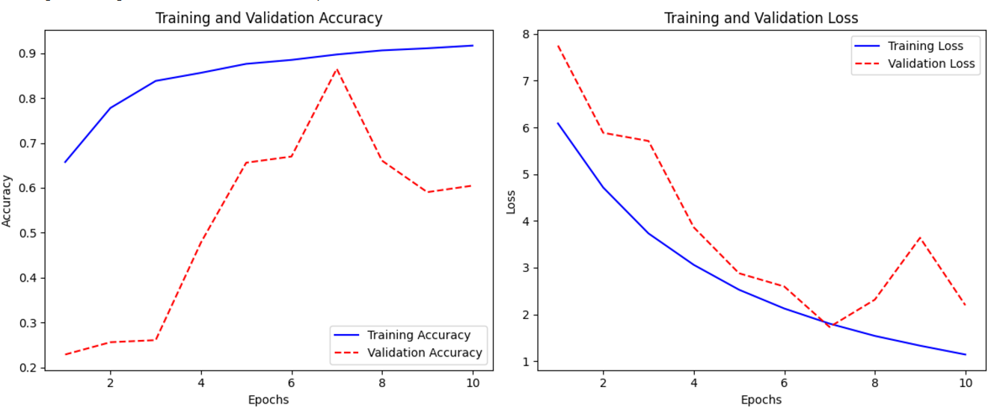 Training and Validation Accuracy
0.9
0.8
0.7
0.6
0.5
0.4
0.3
0.2
Accuracy
2
4
6
8
10
Epochs
Training Accuracy
Validation Accuracy
Training and Validation Loss
8
7
6
5
4
3
2
1
Loss
2
4
6
8
10
Epochs
Training Loss
Validation Loss